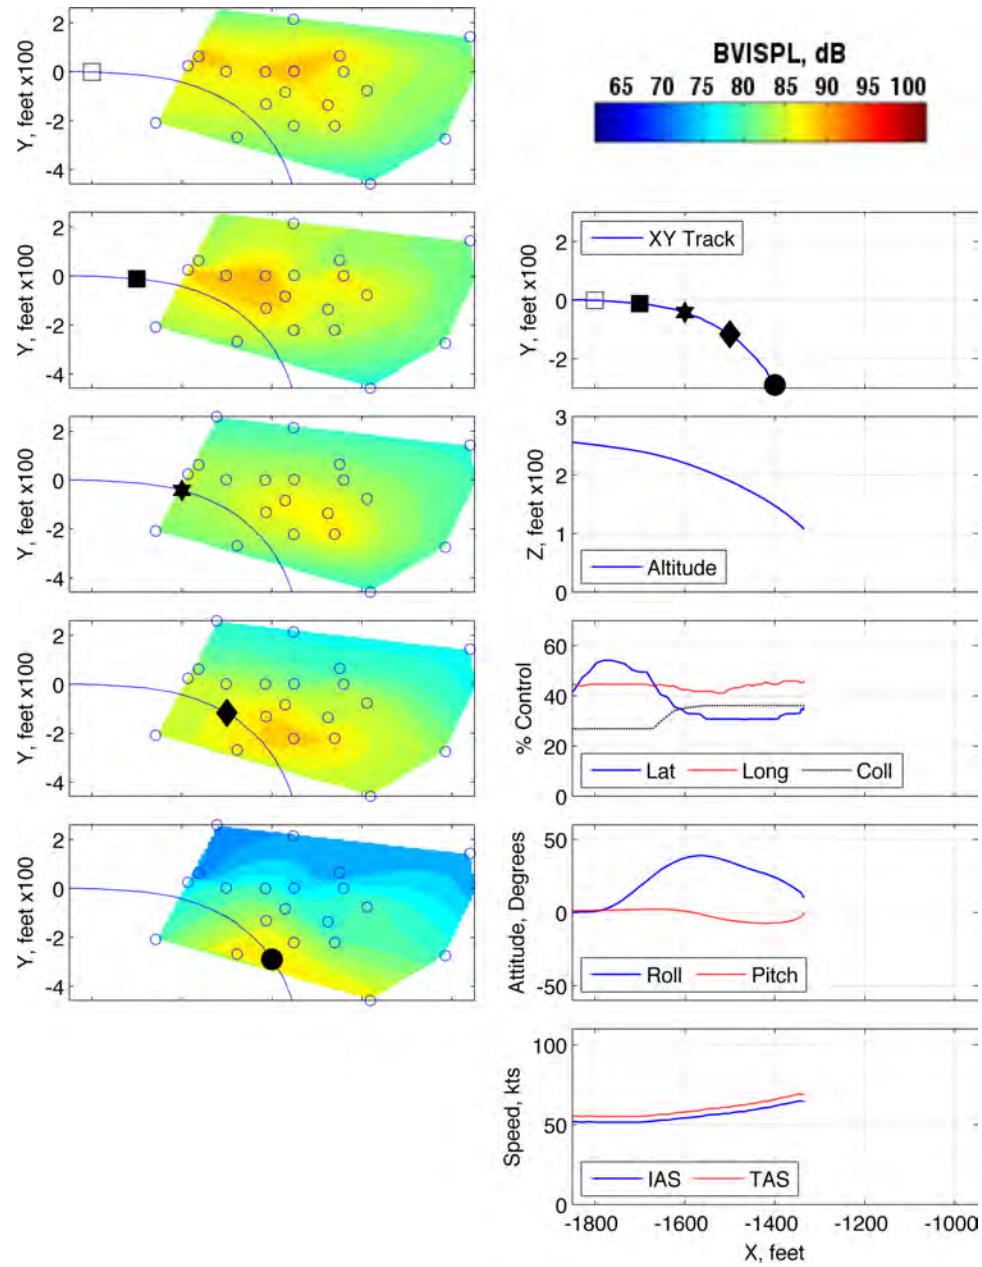 BVISPL, dB
65 70 75 80 85 90 95 100
2
0
-2
-4
Y, feet x100
2
0
-2
-4
Y, feet x100
2
0
-2
Y, feet x100
XY Track
2
0
-2
-4
Y, feet x100
3
2
1
0
Z, feet x100
Altitude
2
0
-2
-4
Y, feet x100
60
40
20
0
% Control
Lat Long Coll
2
0
-2
-4
Y, feet x100
50
0
-50
Attitude, Degrees
Roll Pitch
100
50
0
Speed, kts
IAS TAS
-1800 -1600 -1400 -1200 -1000
X, feet